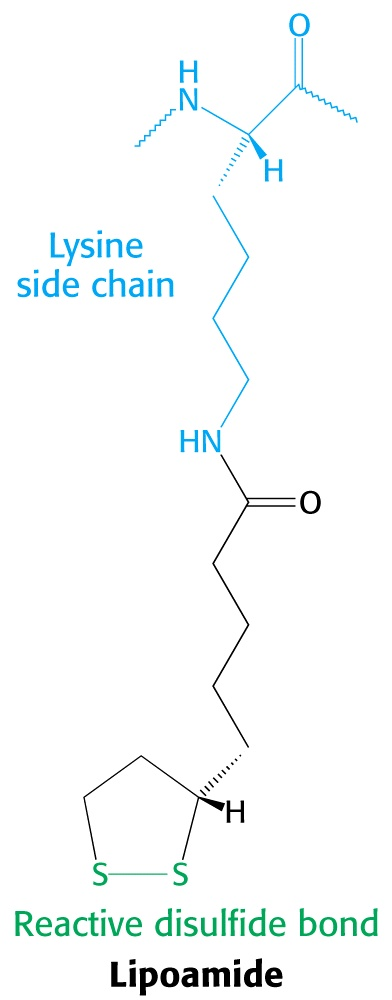 O
H
N
H
Lysine
side chain
HN
O
H
S
S
Reactive disulfide bond
Lipoamide